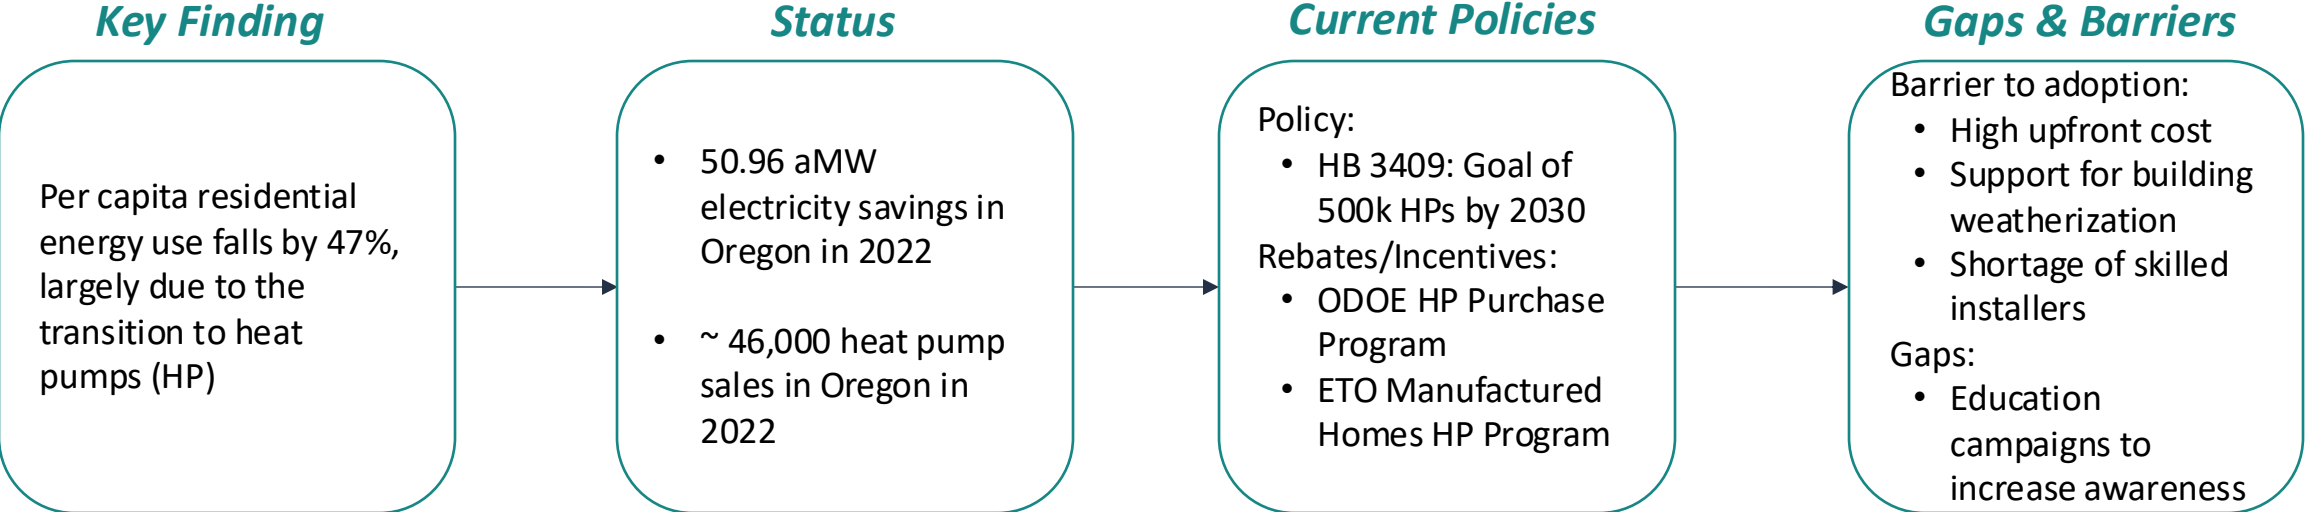 Key Finding
Per capita residential
energy use falls by 47%,
largely due to the
transition to heat
pumps (HP)
Status
• 50.96 aMW
electricity savings in
Oregon in 2022
• ~ 46,000 heat pump
sales in Oregon in
2022
Current Policies
Policy:
• HB 3409: Goal of
500k HPs by 2030
Rebates/Incentives:
• ODOE HP Purchase
Program
• ETO Manufactured
Homes HP Program
Gaps & Barriers
Barrier to adoption:
• High upfront cost
• Support for building
weatherization
• Shortage of skilled
installers
Gaps:
• Education
campaigns to
increase awareness